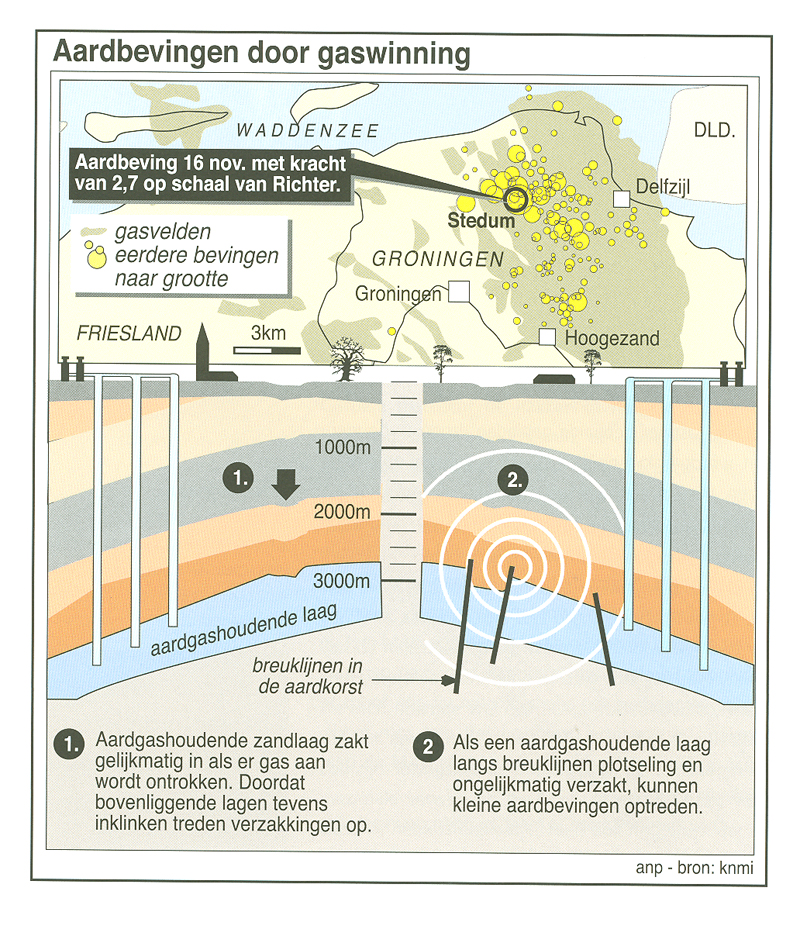 Aardbevingen door gaswinning
WADDENZEE
DLD.
Aardbeving 16 nov. met kracht
van 2,7 op schaal van Richter.
Delfzijl
Stedum
gasvelden
eerdere bevingen
naar grootte
GRONINGEN
Groningen
FRIESLAND
3km
Hoogezand
1000m
1.
2.
2000m
3000m
aardgashoudende laag
breuklijnen in
de aardkorst
1. Aardgashoudende zandlaag zakt
gelijkmatig in als er gas aan
wordt ontrokken. Doordat
bovenliggende lagen tevens
inklinken treden verzakkingen op.
2 Als een aardgashoudende laag
langs breuklijnen plotseling en
ongelijkmatig verzakt, kunnen
kleine aardbevingen optreden.
anp - bron: knmi